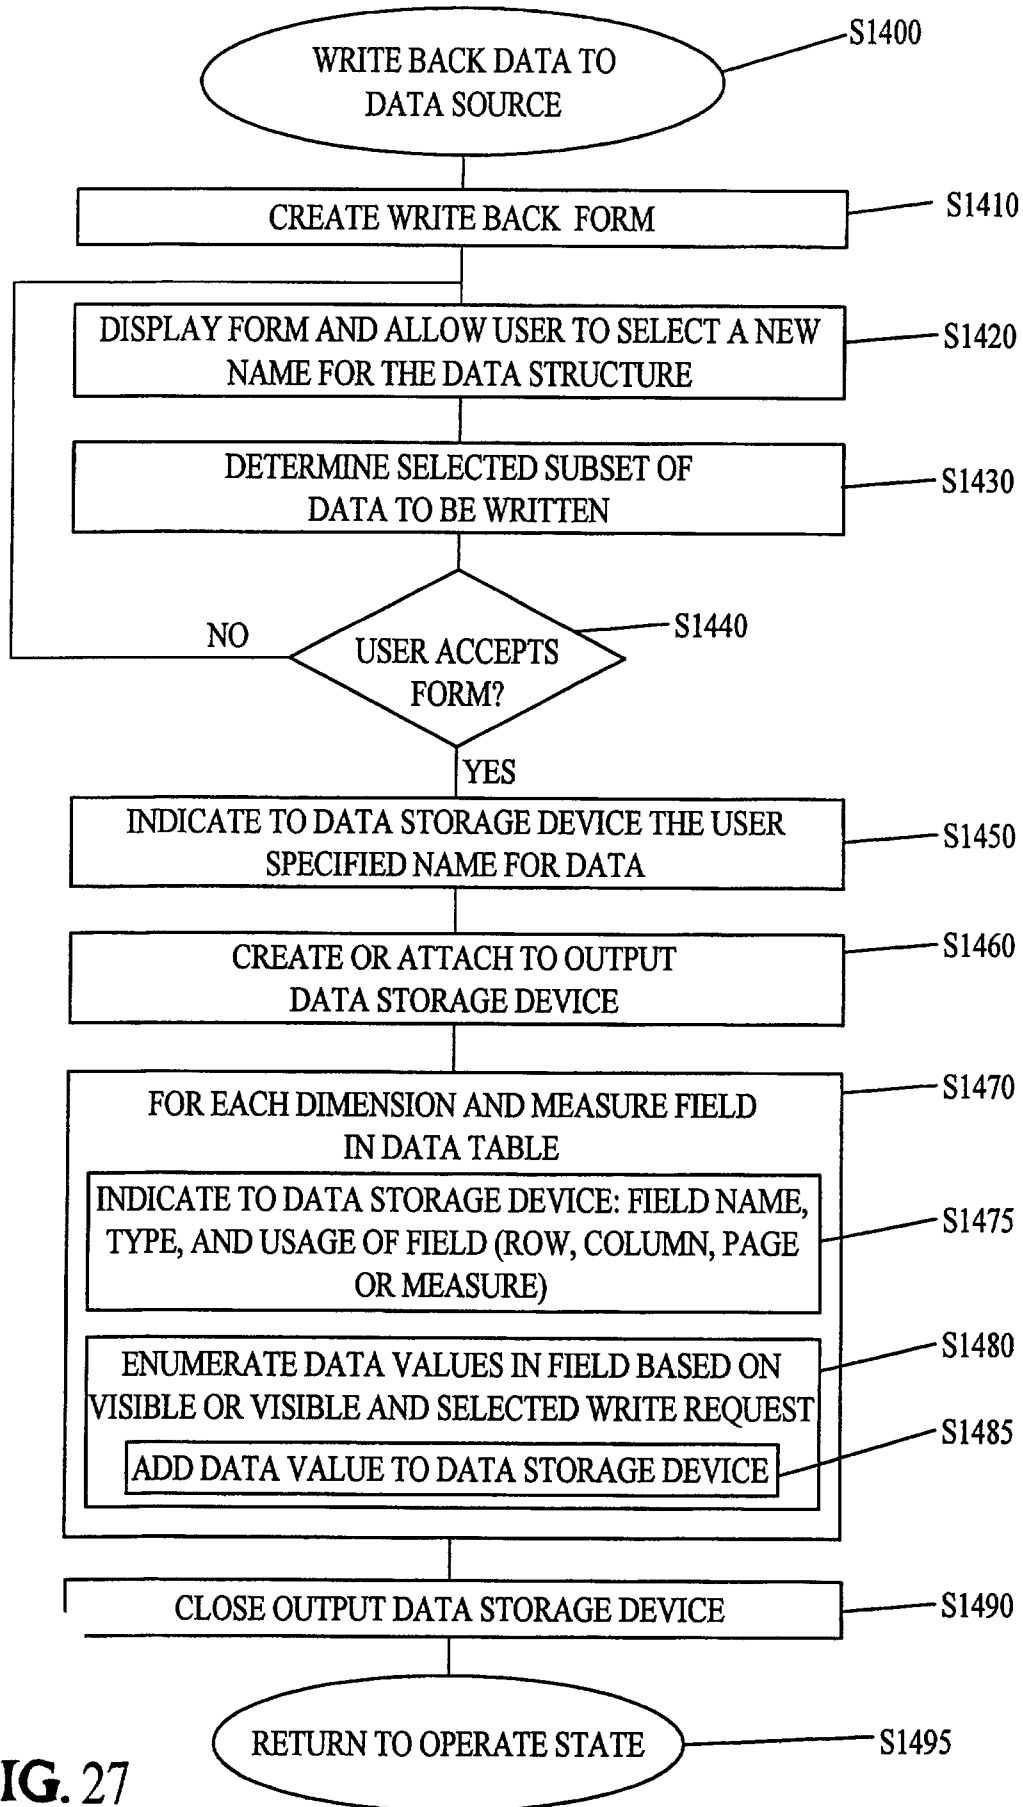 WRITE BACK DATA TO
DATA SOURCE
S1400
CREATE WRITE BACK FORM
S1410
DISPLAY FORM AND ALLOW USER TO SELECT A NEW
NAME FOR THE DATA STRUCTURE
S1420
DETERMINE SELECTED SUBSET OF
DATA TO BE WRITTEN
S1430
USER ACCEPTS
FORM?
S1440
NO
YES
INDICATE TO DATA STORAGE DEVICE THE USER
SPECIFIED NAME FOR DATA
S1450
CREATE OR ATTACH TO OUTPUT
DATA STORAGE DEVICE
S1460
FOR EACH DIMENSION AND MEASURE FIELD
IN DATA TABLE
S1470
INDICATE TO DATA STORAGE DEVICE: FIELD NAME,
TYPE, AND USAGE OF FIELD (ROW, COLUMN, PAGE
OR MEASURE)
S1475
ENUMERATE DATA VALUES IN FIELD BASED ON
VISIBLE OR VISIBLE AND SELECTED WRITE REQUEST
S1480
ADD DATA VALUE TO DATA STORAGE DEVICE
S1485
CLOSE OUTPUT DATA STORAGE DEVICE
S1490
RETURN TO OPERATE STATE
S1495
IG. 27